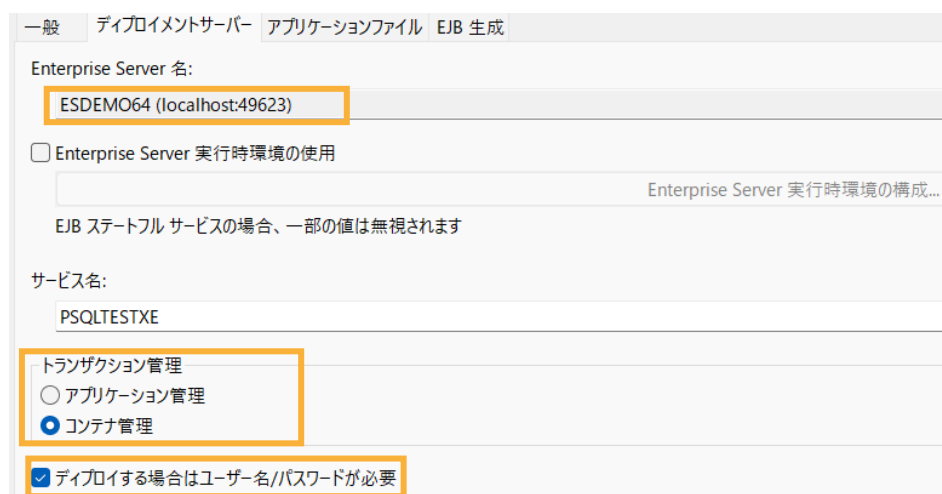 一般 ディプロイメントサーバー アプリケーションファイル EJB 生成
Enterprise Server 名:
ESDEMO64 (localhost:49623)
Enterprise Server 実行時環境の使用
Enterprise Server 実行時環境の構成...
EJB ステートフル サービスの場合、一部の値は無視されます
サービス名:
PSQLTESTXE
トランザクション管理
アプリケーション管理
コンテナ管理
ディプロイする場合はユーザー名/パスワードが必要